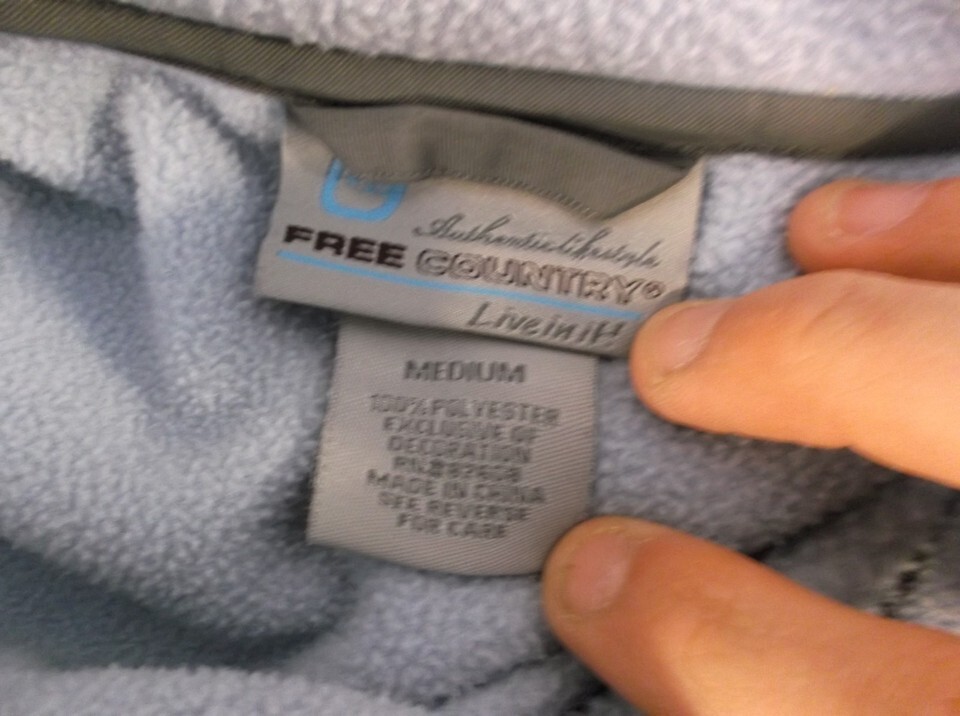 Authentic lifestyle
FREE COUNTRY®
Live in it!
MEDIUM
100% POLYESTER
EXCLUSIVE OF
DECORATION
MADE IN CHINA
SEE REVERSE
FOR CARE